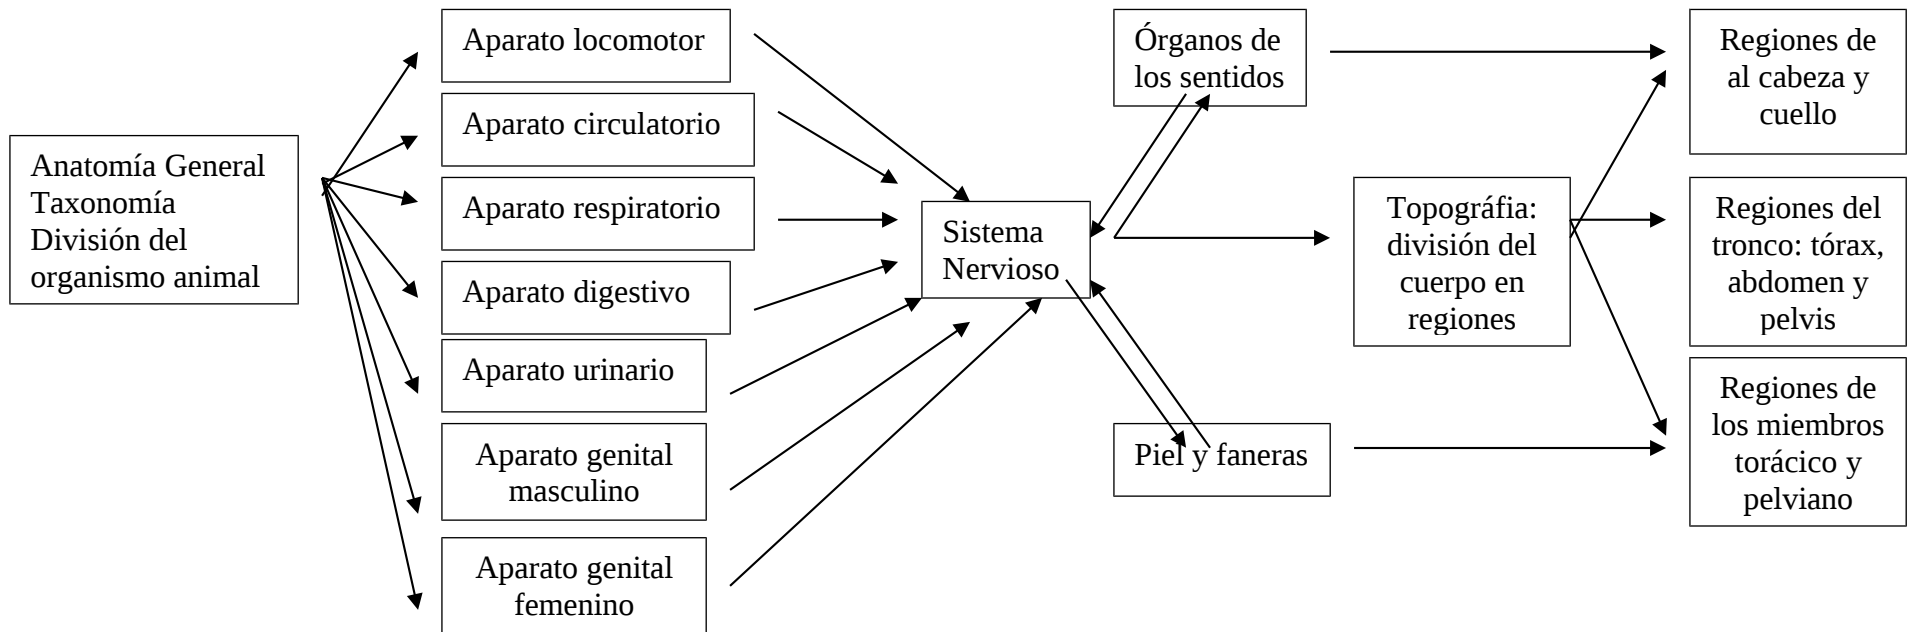 Anatomía General
Taxonomía
División del
organismo animal
Aparato locomotor
Aparato circulatorio
Aparato respiratorio
Aparato digestivo
Aparato urinario
Aparato genital
masculino
Aparato genital
femenino
Sistema
Nervioso
Órganos de
los sentidos
Piel y faneras
Topográfia:
división del
cuerpo en
regiones
Regiones de
al cabeza y
cuello
Regiones del
tronco: tórax,
abdomen y
pelvis
Regiones de
los miembros
torácico y
pelviano